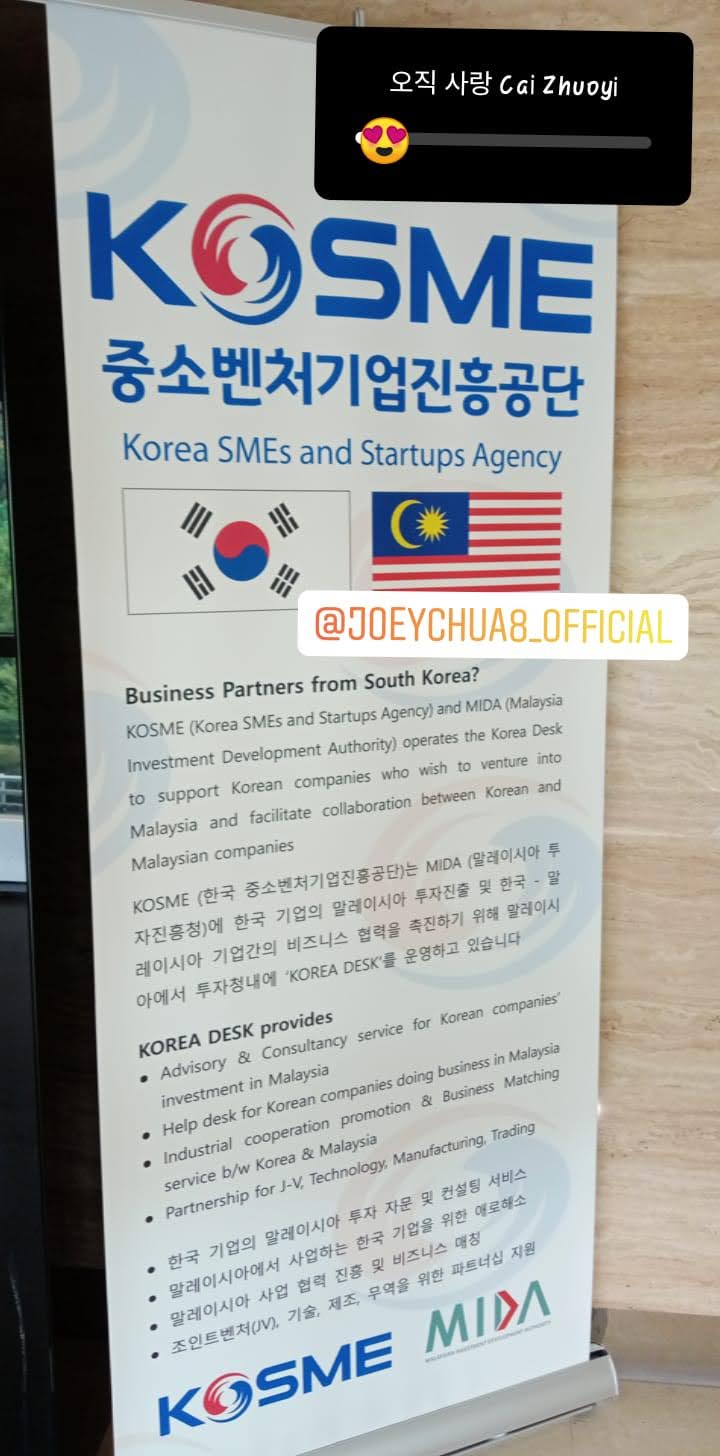 오직 사랑 Cai Zhuoyi
KOSME
중소벤처기업진흥공단
Korea SMEs and Startups Agency
@JOEYCHUA8_OFFICIAL
Business Partners from South Korea?
KOSME (Korea SMEs and Startups Agency) and MIDA (Malaysia
Investment Development Authority) operates the Korea Desk
to support Korean companies who wish to venture into
Malaysia and facilitate collaboration between Korean and
Malaysian companies
KOSME (한국 중소벤처기업진흥공단)는 MIDA (말레이시아 투
자진흥청)에 한국 기업의 말레이시아 투자진출 및 한국 - 말
레이시아 기업간의 비즈니스 협력을 촉진하기 위해 말레이시
아에서 투자청내에 'KOREA DESK'를 운영하고 있습니다
KOREA DESK provides
• Advisory & Consultancy service for Korean companies'
investment in Malaysia
• Help desk for Korean companies doing business in Malaysia
• Industrial cooperation promotion & Business Matching
service b/w Korea & Malaysia
• Partnership for J-V, Technology, Manufacturing, Trading
• 한국 기업의 말레이시아 투자 자문 및 컨설팅 서비스
• 말레이시아에서 사업하는 한국 기업을 위한 애로해소
• 말레이시아 사업 협력 진흥 및 비즈니스 매칭
• 조인트벤처(JV), 기술, 제조, 무역을 위한 파트너십 지원
KOSME
MIDA
MALAYSIAN INVESTMENT DEVELOPMENT AUTHORITY